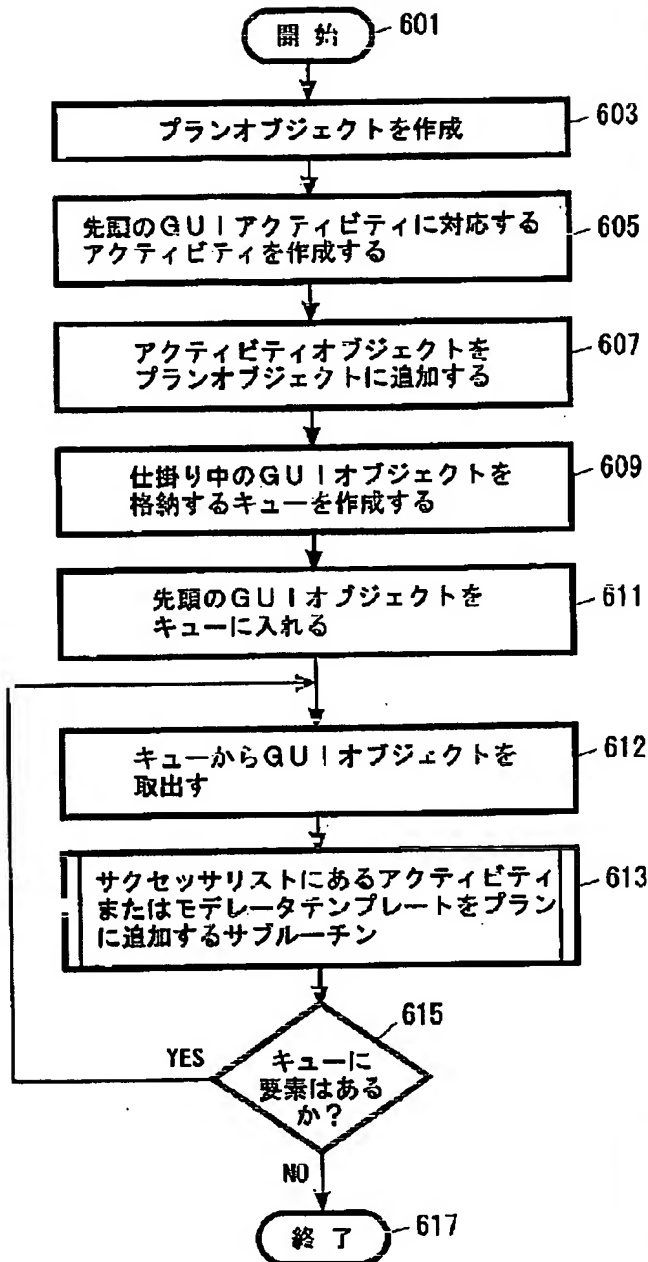 開始
601
プランオブジェクトを作成
603
先頭のGUIアクティビティに対応する
アクティビティを作成する
605
アクティビティオブジェクトを
プランオブジェクトに追加する
607
仕掛り中のGUIオブジェクトを
格納するキューを作成する
609
先頭のGUIオブジェクトを
キューに入れる
611
キューからGUIオブジェクトを
取出す
612
サクセッサリストにあるアクティビティ
またはモデレータテンプレートをプラン
に追加するサブルーチン
613
615
YES
キューに
要素はある
か?
NO
終了
617